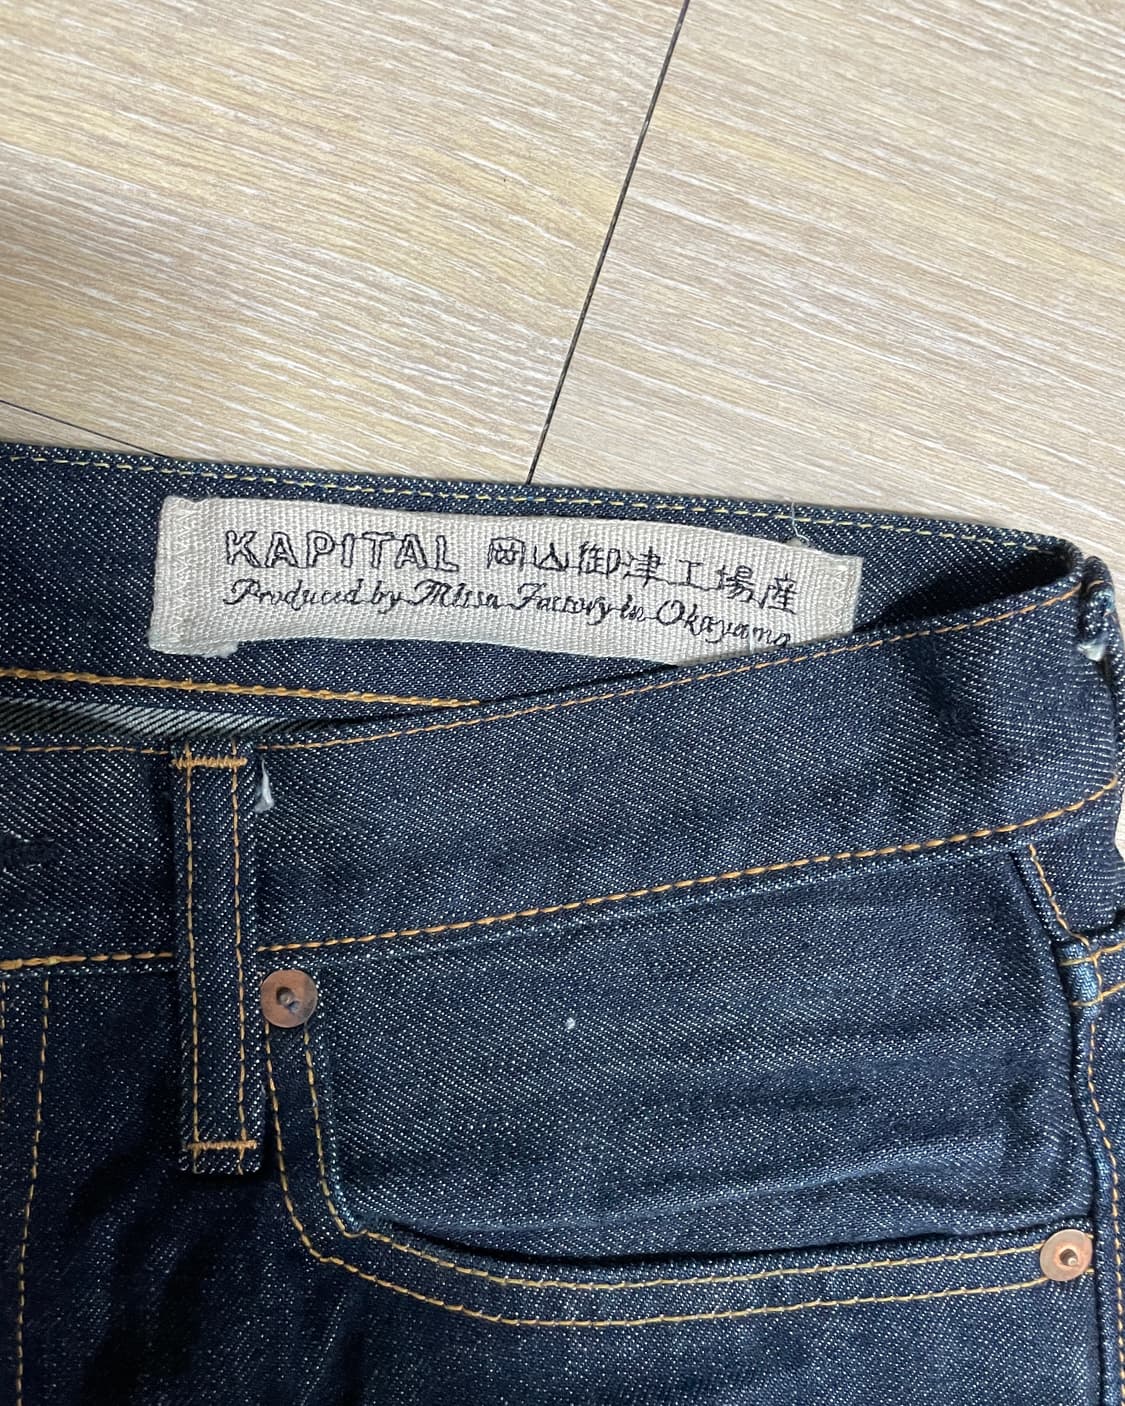 KAPITAL 岡山御津工場産
Produced by Mitsu Factory in Okayama